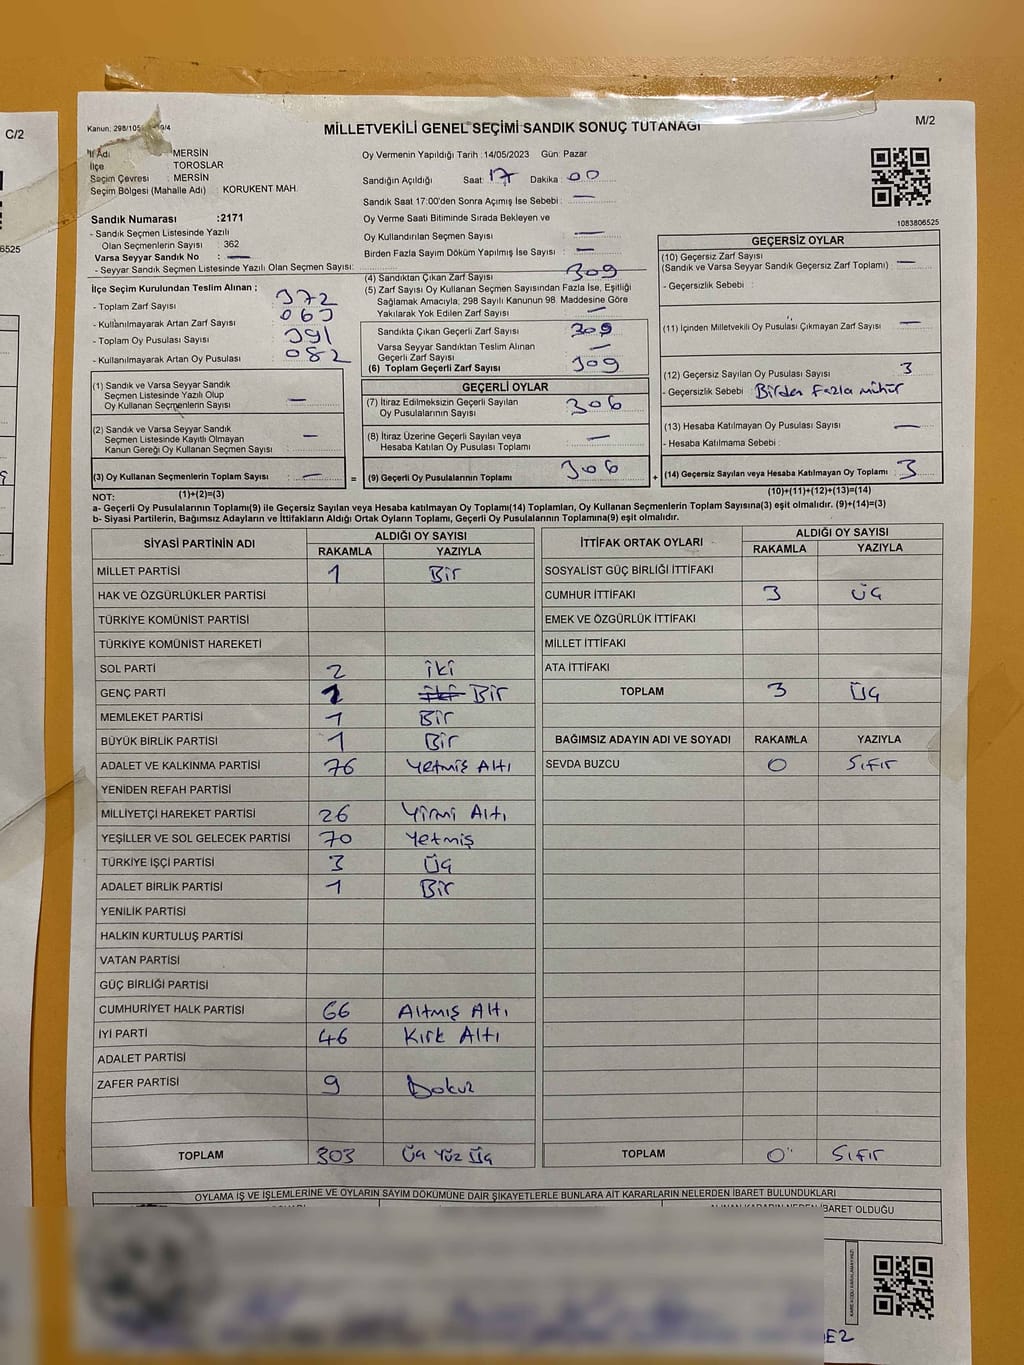 C/2
6525
9
Kanun: 298/105
9/4
MİLLETVEKİLİ GENEL SEÇİMİ SANDIK SONUÇ TUTANAĞI
M/2
İl Adı : MERSİN
İlçe : TOROSLAR
Seçim Çevresi : MERSİN
Seçim Bölgesi (Mahalle Adı) : KORUKENT MAH.
Sandık Numarası :2171
- Sandık Seçmen Listesinde Yazılı
Olan Seçmenlerin Sayısı : 362
Varsa Seyyar Sandık No : —
- Seyyar Sandık Seçmen Listesinde Yazılı Olan Seçmen Sayısı:
İlçe Seçim Kurulundan Teslim Alınan :
- Toplam Zarf Sayısı 372
- Kullanılmayarak Artan Zarf Sayısı 063
- Toplam Oy Pusulası Sayısı 391
- Kullanılmayarak Artan Oy Pusulası 082
(1) Sandık ve Varsa Seyyar Sandık
Seçmen Listesinde Yazılı Olup
Oy Kullanan Seçmenlerin Sayısı —
(2) Sandık ve Varsa Seyyar Sandık
Seçmen Listesinde Kayıtlı Olmayan
Kanun Gereği Oy Kullanan Seçmen Sayısı —
(3) Oy Kullanan Seçmenlerin Toplam Sayısı —
(1)+(2)=(3)
Oy Vermenin Yapıldığı Tarih :14/05/2023 Gün: Pazar
Sandığın Açıldığı Saat: 17 Dakika : 00
Sandık Saat 17:00'den Sonra Açımış İse Sebebi : —
Oy Verme Saati Bitiminde Sırada Bekleyen ve
Oy Kullandırılan Seçmen Sayısı —
Birden Fazla Sayım Döküm Yapılmış İse Sayısı —
(4) Sandıktan Çıkan Zarf Sayısı 309
(5) Zarf Sayısı Oy Kullanan Seçmen Sayısından Fazla İse, Eşitliği
Sağlamak Amacıyla; 298 Sayılı Kanunun 98. Maddesine Göre
Yakılarak Yok Edilen Zarf Sayısı —
Sandıkta Çıkan Geçerli Zarf Sayısı 309
Varsa Seyyar Sandıktan Teslim Alınan
Geçerli Zarf Sayısı —
(6) Toplam Geçerli Zarf Sayısı 309
GEÇERLİ OYLAR
(7) İtiraz Edilmeksizin Geçerli Sayılan
Oy Pusulalarının Sayısı 306
(8) İtiraz Üzerine Geçerli Sayılan veya
Hesaba Katılan Oy Pusulası Toplamı —
= (9) Geçerli Oy Pusulalarının Toplamı 306 +
1083806525
GEÇERSİZ OYLAR
(10) Geçersiz Zarf Sayısı
(Sandık ve Varsa Seyyar Sandık Geçersiz Zarf Toplamı) —
- Geçersizlik Sebebi :
(11) İçinden Milletvekili Oy Pusulası Çıkmayan Zarf Sayısı —
(12) Geçersiz Sayılan Oy Pusulası Sayısı 3
- Geçersizlik Sebebi : Birden Fazla mühür
(13) Hesaba Katılmayan Oy Pusulası Sayısı —
- Hesaba Katılmama Sebebi :
(14) Geçersiz Sayılan veya Hesaba Katılmayan Oy Toplamı 3
(10)+(11)+(12)+(13)=(14)
NOT:
a- Geçerli Oy Pusulalarının Toplamı(9) ile Geçersiz Sayılan veya Hesaba katılmayan Oy Toplamı(14) Toplamları, Oy Kullanan Seçmenlerin Toplam Sayısına(3) eşit olmalıdır. (9)+(14)=(3)
b- Siyasi Partilerin, Bağımsız Adayların ve İttifakların Aldığı Ortak Oyların Toplamı, Geçerli Oy Pusulalarının Toplamına(9) eşit olmalıdır.
SİYASİ PARTİNİN ADI ALDIĞI OY SAYISI
RAKAMLA YAZIYLA
MİLLET PARTİSİ 1 Bir
HAK VE ÖZGÜRLÜKLER PARTİSİ
TÜRKİYE KOMÜNİST PARTİSİ
TÜRKİYE KOMÜNİST HAREKETİ
SOL PARTİ 2 iki
GENÇ PARTİ 1 iki Bir
MEMLEKET PARTİSİ 1 Bir
BÜYÜK BİRLİK PARTİSİ 1 Bir
ADALET VE KALKINMA PARTİSİ 76 Yetmiş Altı
YENİDEN REFAH PARTİSİ
MİLLİYETÇİ HAREKET PARTİSİ 26 Yirmi Altı
YEŞİLLER VE SOL GELECEK PARTİSİ 70 Yetmiş
TÜRKİYE İŞÇİ PARTİSİ 3 Üç
ADALET BİRLİK PARTİSİ 1 Bir
YENİLİK PARTİSİ
HALKIN KURTULUŞ PARTİSİ
VATAN PARTİSİ
GÜÇ BİRLİĞİ PARTİSİ
CUMHURİYET HALK PARTİSİ 66 Altmış Altı
İYİ PARTİ 46 Kırk Altı
ADALET PARTİSİ
ZAFER PARTİSİ 9 Dokuz
TOPLAM 303 Üç Yüz Üç
İTTİFAK ORTAK OYLARI ALDIĞI OY SAYISI
RAKAMLA YAZIYLA
SOSYALİST GÜÇ BİRLİĞİ İTTİFAKI
CUMHUR İTTİFAKI 3 Üç
EMEK VE ÖZGÜRLÜK İTTİFAKI
MİLLET İTTİFAKI
ATA İTTİFAKI
TOPLAM 3 Üç
BAĞIMSIZ ADAYIN ADI VE SOYADI RAKAMLA YAZIYLA
SEVDA BUZCU 0 Sıfır
TOPLAM 0 Sıfır
OYLAMA İŞ VE İŞLEMLERİNE VE OYLARIN SAYIM DÖKÜMÜNE DAİR ŞİKAYETLERLE BUNLARA AİT KARARLARIN NELERDEN İBARET BULUNDUKLARI
ALINAN KARARIN NEDEN İBARET OLDUĞU
KARE KODU KARALAMAYINIZ!
E2